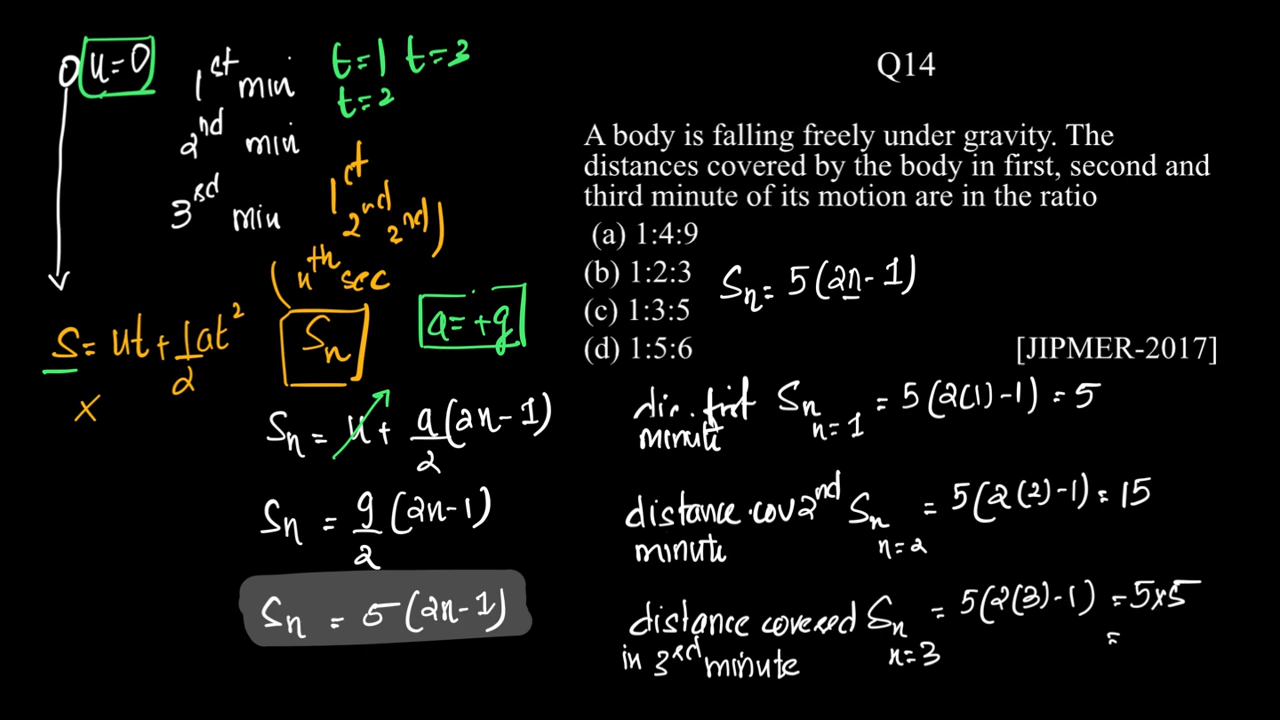 u=0
1st min
2nd min
3rd min
t=1 t=3
t=2
1st
2nd
2nd)
(nth sec
Sn
a=+g
S= ut+1/2at²
x
Sn = u+ a/2(2n-1)
Sn = g/2(2n-1)
Sn = 5(2n-1)
Q14
A body is falling freely under gravity. The
distances covered by the body in first, second and
third minute of its motion are in the ratio
(a) 1:4:9
(b) 1:2:3
(c) 1:3:5
(d) 1:5:6
[JIPMER-2017]
Sn= 5(2n-1)
dis. first Sn n=1 = 5(2(1)-1) = 5
minute
distance cov 2nd Sn n=2 = 5(2(2)-1) = 15
minute
distance covered Sn n=3 = 5(2(3)-1) =5x5
in 3rd minute =